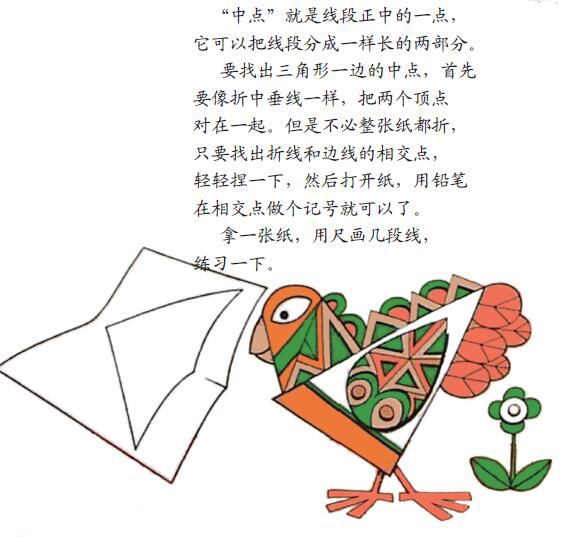 “中点”就是线段正中的一点，
它可以把线段分成一样长的两部分。
要找出三角形一边的中点，首先
要像折中垂线一样，把两个顶点
对在一起。但是不必整张纸都折，
只要找出折线和边线的相交点，
轻轻捏一下，然后打开纸，用铅笔
在相交点做个记号就可以了。
拿一张纸，用尺画几段线，
练习一下。